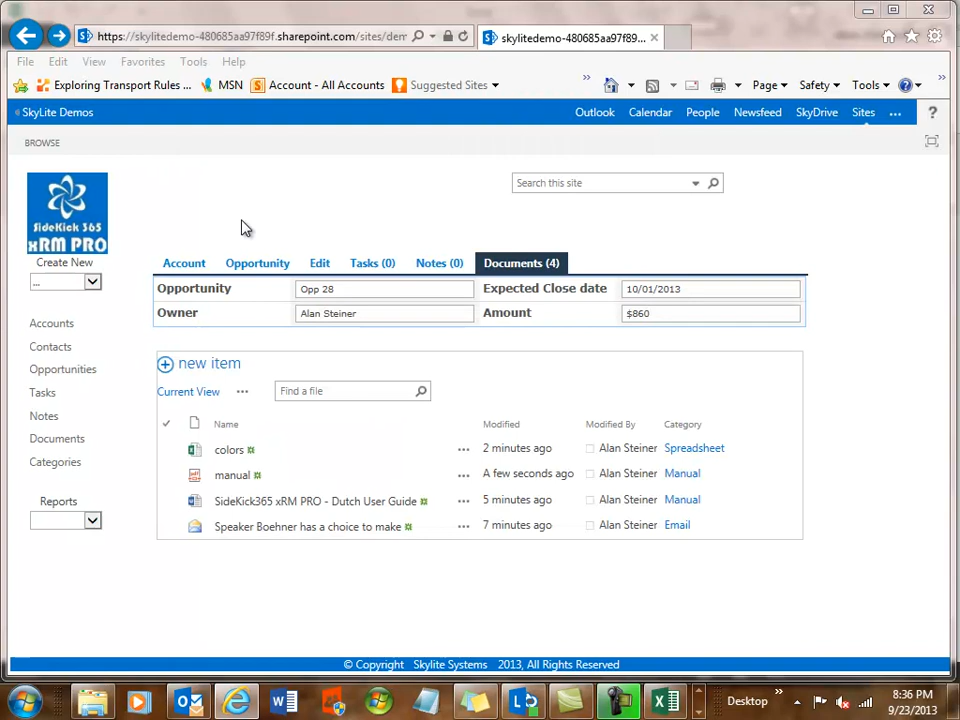 https://skylitedemo-480685aa97f89f.sharepoint.com/sites/dem
skylitedemo-480685aa97f89...
File Edit View Favorites Tools Help
Exploring Transport Rules ... MSN Account - All Accounts Suggested Sites Page Safety Tools
SkyLite Demos Outlook Calendar People Newsfeed SkyDrive Sites ... ?
BROWSE
Search this site
SideKick 365
xRM PRO
Create New
...
Account Opportunity Edit Tasks (0) Notes (0) Documents (4)
Opportunity Opp 28 Expected Close date 10/01/2013
Owner Alan Steiner Amount $860
Accounts
Contacts
Opportunities
Tasks
Notes
Documents
Categories
Reports
new item
Current View ... Find a file
Name Modified Modified By Category
colors ... 2 minutes ago Alan Steiner Spreadsheet
manual ... A few seconds ago Alan Steiner Manual
SideKick365 xRM PRO - Dutch User Guide ... 5 minutes ago Alan Steiner Manual
Speaker Boehner has a choice to make ... 7 minutes ago Alan Steiner Email
© Copyright Skylite Systems 2013, All Rights Reserved
Desktop
8:36 PM
9/23/2013